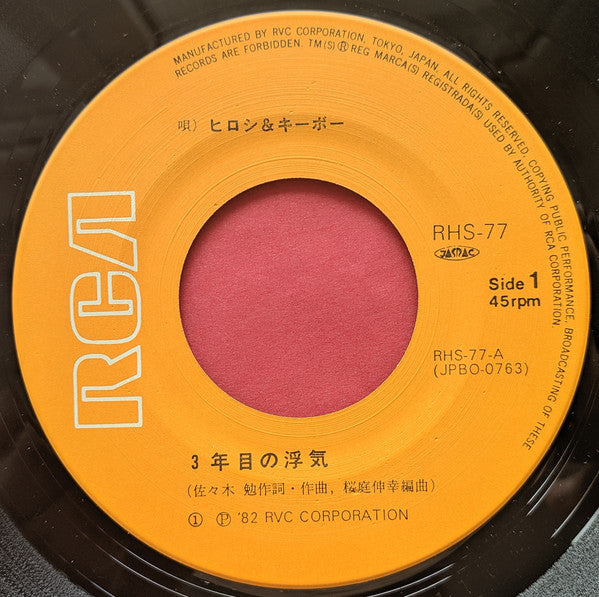 MANUFACTURED BY RVC CORPORATION, TOKYO, JAPAN. ALL RIGHTS RESERVED, COPYING PUBLIC PERFORMANCE, BROADCASTING OF THESE
RECORDS ARE FORBIDDEN. TM(S) ® REG MARCA(S) REGISTRADA(S) USED BY AUTHORITY OF RCA CORPORATION
唄) ヒロシ&キーボー
RCA
RHS-77
JASRAC
Side 1
45rpm
RHS-77-A
(JPBO-0763)
3年目の浮気
(佐々木 勉作詞・作曲, 桜庭伸幸編曲)
① Ⓟ '82 RVC CORPORATION